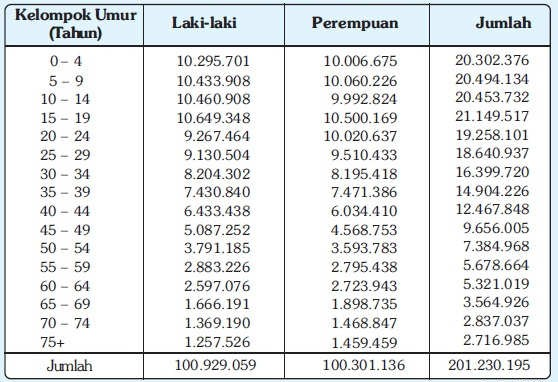 Kelompok Umur (Tahun) Laki-laki Perempuan Jumlah
0 – 4 10.295.701 10.006.675 20.302.376
5 – 9 10.433.908 10.060.226 20.494.134
10 – 14 10.460.908 9.992.824 20.453.732
15 – 19 10.649.348 10.500.169 21.149.517
20 – 24 9.267.464 10.020.637 19.258.101
25 – 29 9.130.504 9.510.433 18.640.937
30 – 34 8.204.302 8.195.418 16.399.720
35 – 39 7.430.840 7.471.386 14.904.226
40 – 44 6.433.438 6.034.410 12.467.848
45 – 49 5.087.252 4.568.753 9.656.005
50 – 54 3.791.185 3.593.783 7.384.968
55 – 59 2.883.226 2.795.438 5.678.664
60 – 64 2.597.076 2.723.943 5.321.019
65 – 69 1.666.191 1.898.735 3.564.926
70 – 74 1.369.190 1.468.847 2.837.037
75+ 1.257.526 1.459.459 2.716.985
Jumlah 100.929.059 100.301.136 201.230.195